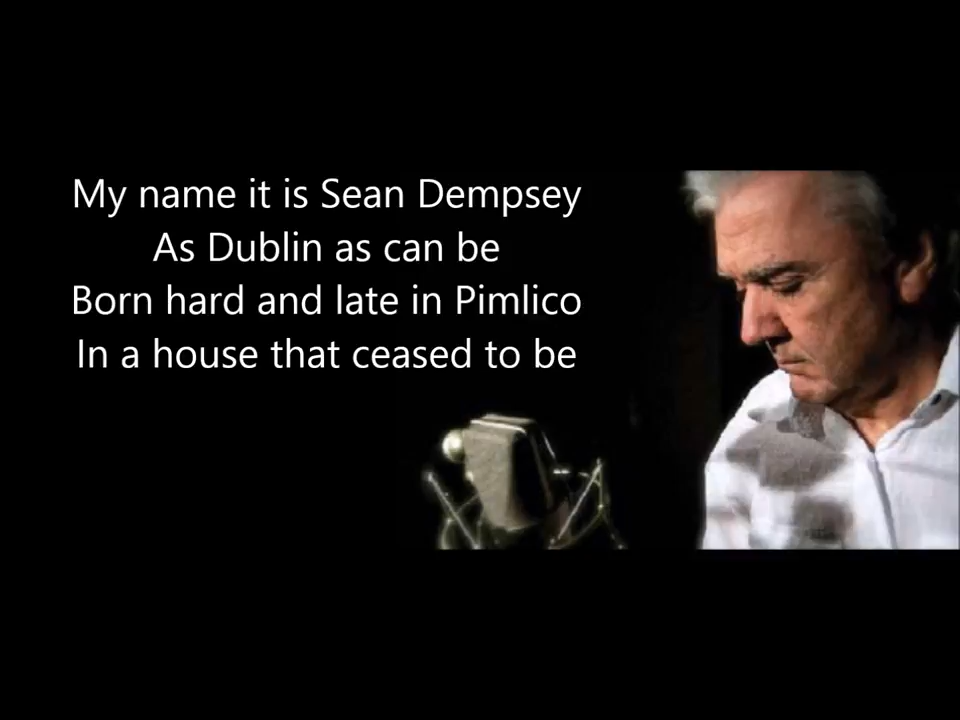 My name it is Sean Dempsey
As Dublin as can be
Born hard and late in Pimlico
In a house that ceased to be